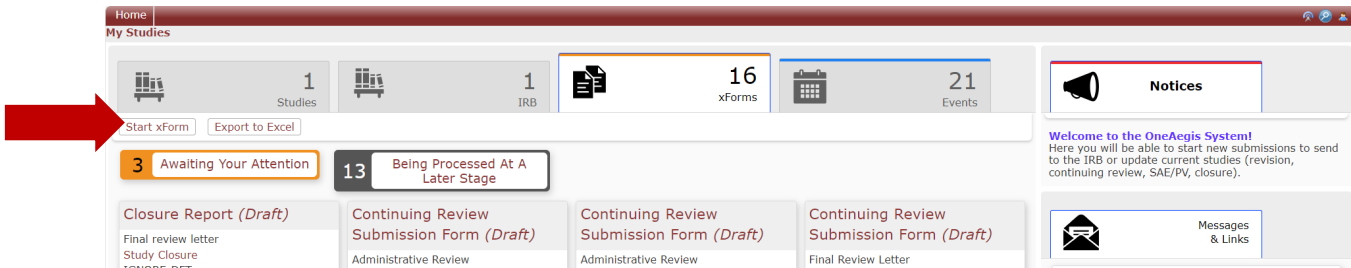 Home
My Studies
1
Studies
1
IRB
16
xForms
21
Events
Start xForm
Export to Excel
3 Awaiting Your Attention
13 Being Processed At A
Later Stage
Closure Report (Draft)
Final review letter
Study Closure
Continuing Review
Submission Form (Draft)
Administrative Review
Continuing Review
Submission Form (Draft)
Administrative Review
Continuing Review
Submission Form (Draft)
Final Review Letter
Notices
Welcome to the OneAegis System!
Here you will be able to start new submissions to send
to the IRB or update current studies (revision,
continuing review, SAE/PV, closure).
Messages
& Links